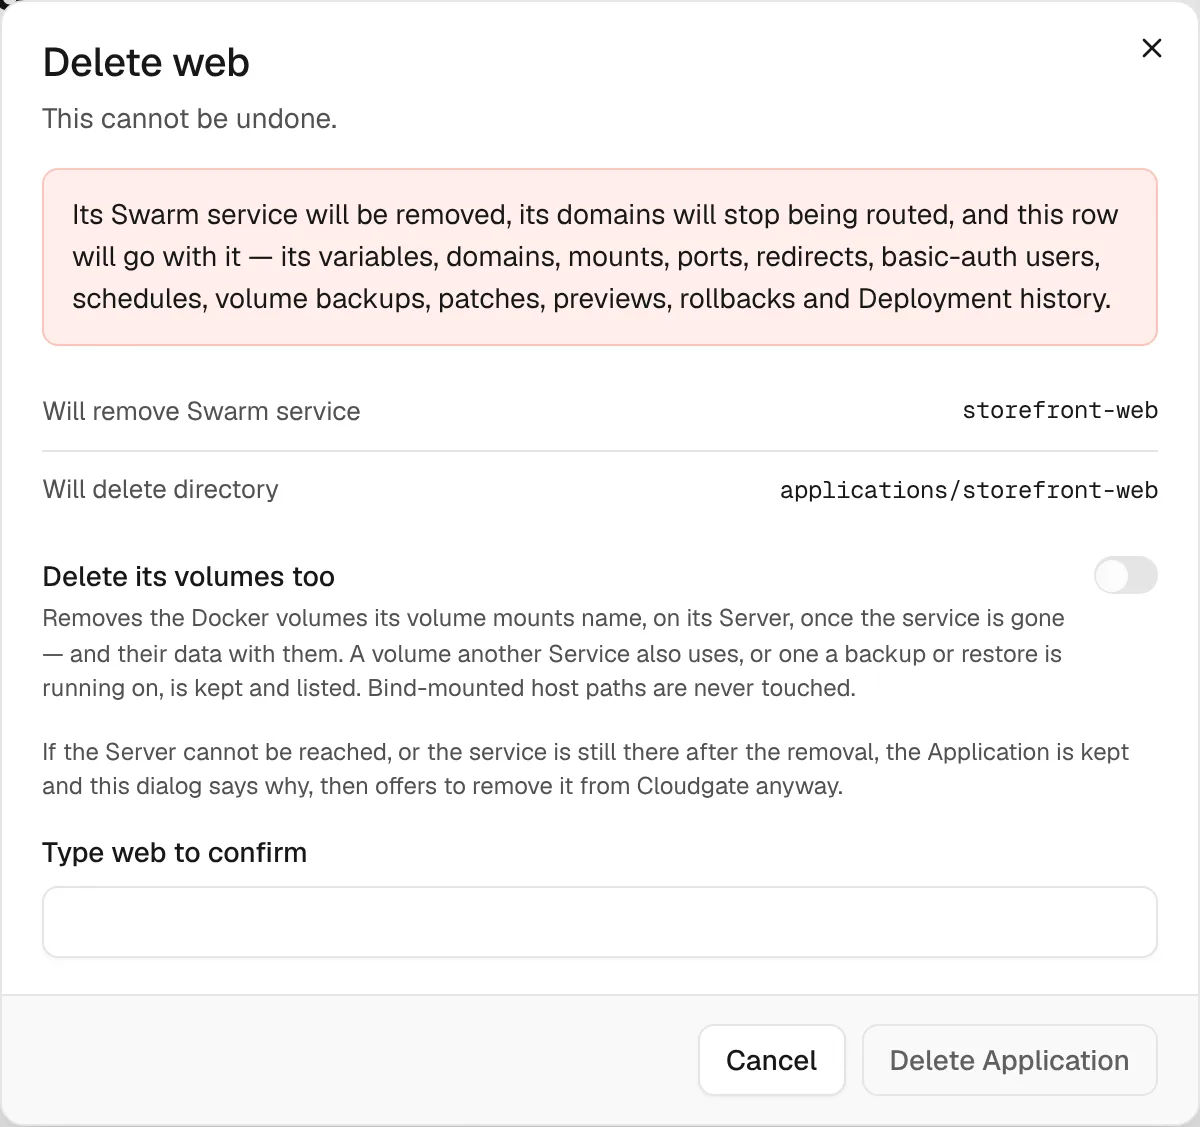 Delete web
This cannot be undone.
Its Swarm service will be removed, its domains will stop being routed, and this row
will go with it — its variables, domains, mounts, ports, redirects, basic-auth users,
schedules, volume backups, patches, previews, rollbacks and Deployment history.
Will remove Swarm service storefront-web
Will delete directory applications/storefront-web
Delete its volumes too
Removes the Docker volumes its volume mounts name, on its Server, once the service is gone
— and their data with them. A volume another Service also uses, or one a backup or restore is
running on, is kept and listed. Bind-mounted host paths are never touched.
If the Server cannot be reached, or the service is still there after the removal, the Application is kept
and this dialog says why, then offers to remove it from Cloudgate anyway.
Type web to confirm
Cancel Delete Application